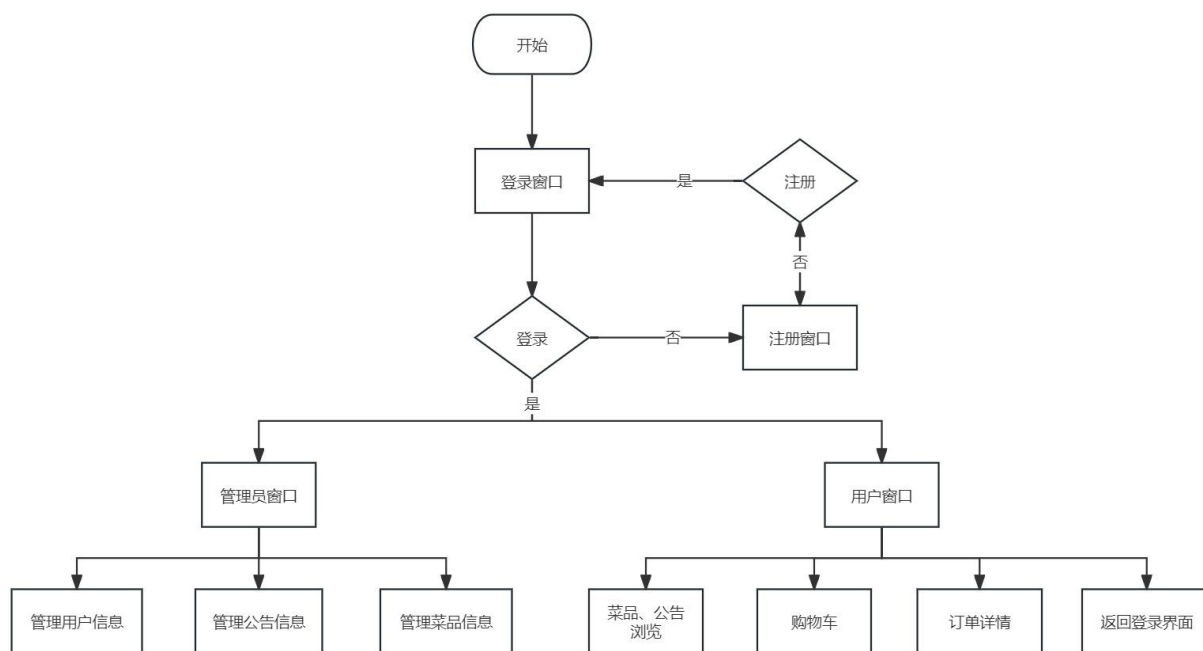 开始
登录窗口
是
注册
否
登录
否
注册窗口
是
管理员窗口
用户窗口
管理用户信息
管理公告信息
管理菜品信息
菜品、公告
浏览
购物车
订单详情
返回登录界面